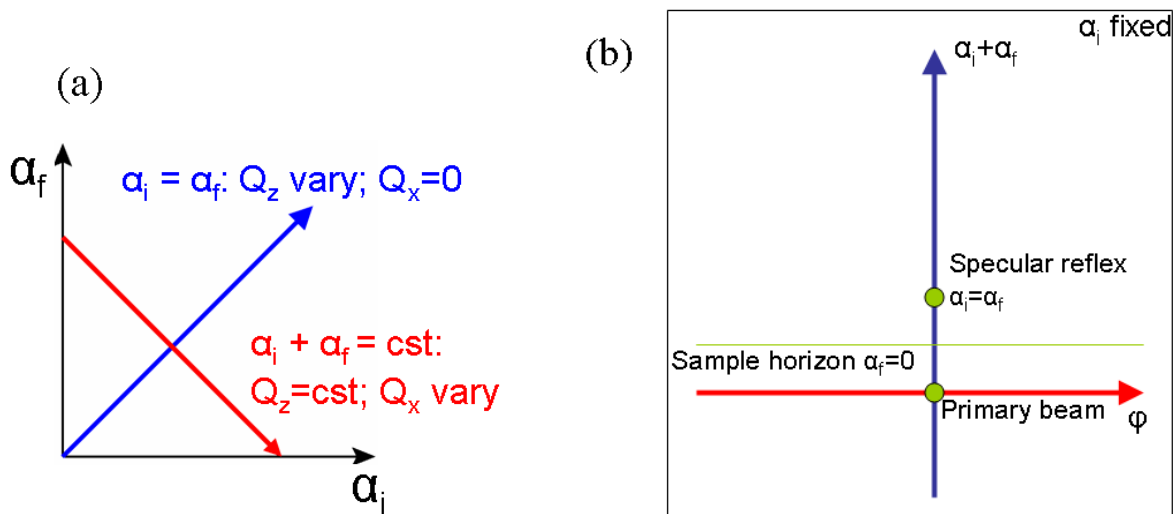 (a)
α_f
α_i = α_f: Q_z vary; Q_x=0
α_i + α_f = cst:
Q_z=cst; Q_x vary
α_i
(b)
α_i fixed
α_i+α_f
Specular reflex
α_i=α_f
Sample horizon α_f=0
Primary beam
φ